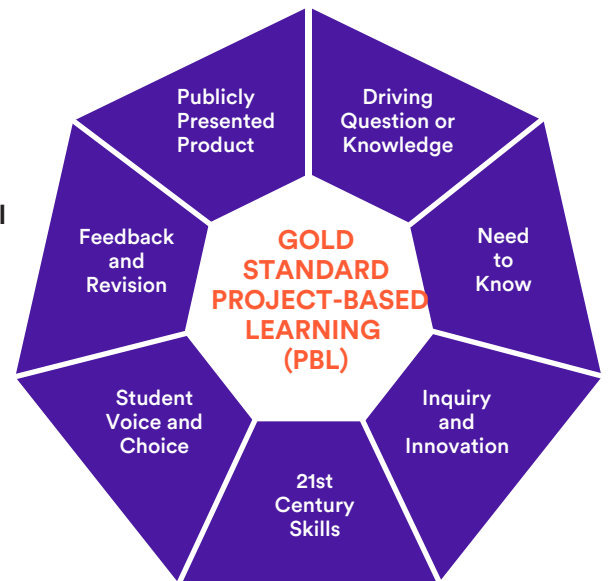 Publicly
Presented
Product
Driving
Question or
Knowledge
Feedback
and
Revision
GOLD
STANDARD
PROJECT-BASED
LEARNING
(PBL)
Need
to
Know
Student
Voice and
Choice
Inquiry
and
Innovation
21st
Century
Skills